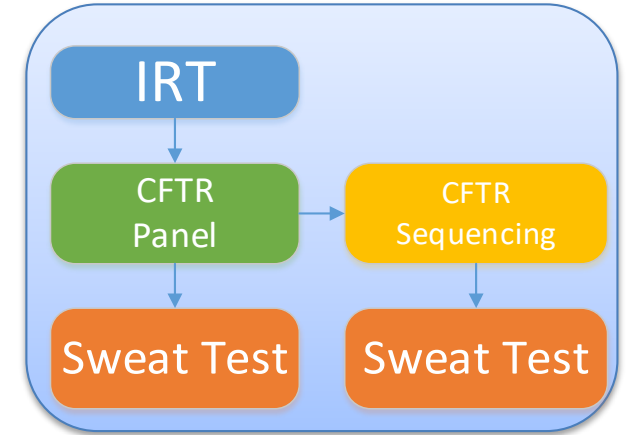 IRT
CFTR
Panel
CFTR
Sequencing
Sweat Test
Sweat Test